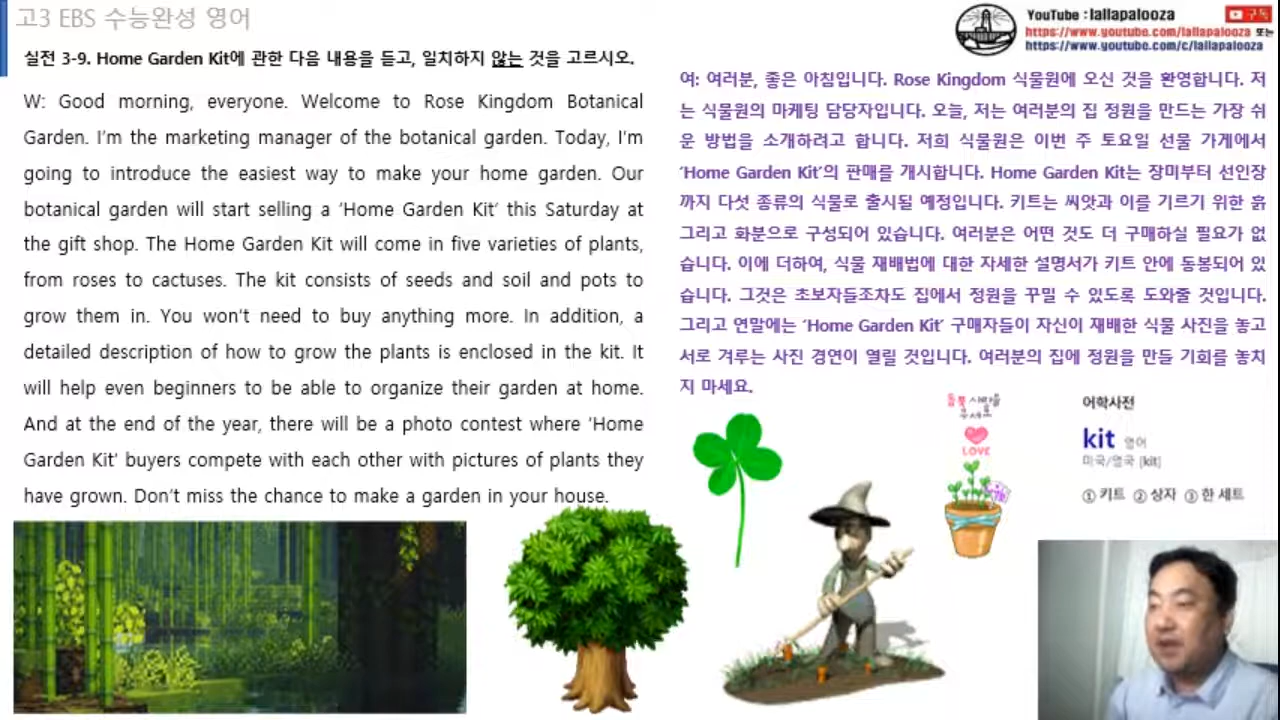 고3 EBS 수능완성 영어
YouTube : lallapalooza
구독
https://www.youtube.com/lallapalooza 또는
https://www.youtube.com/c/lallapalooza
실전 3-9. Home Garden Kit에 관한 다음 내용을 듣고, 일치하지 않는 것을 고르시오.
W: Good morning, everyone. Welcome to Rose Kingdom Botanical
Garden. I’m the marketing manager of the botanical garden. Today, I’m
going to introduce the easiest way to make your home garden. Our
botanical garden will start selling a ‘Home Garden Kit’ this Saturday at
the gift shop. The Home Garden Kit will come in five varieties of plants,
from roses to cactuses. The kit consists of seeds and soil and pots to
grow them in. You won’t need to buy anything more. In addition, a
detailed description of how to grow the plants is enclosed in the kit. It
will help even beginners to be able to organize their garden at home.
And at the end of the year, there will be a photo contest where ‘Home
Garden Kit’ buyers compete with each other with pictures of plants they
have grown. Don’t miss the chance to make a garden in your house.
여: 여러분, 좋은 아침입니다. Rose Kingdom 식물원에 오신 것을 환영합니다. 저
는 식물원의 마케팅 담당자입니다. 오늘, 저는 여러분의 집 정원을 만드는 가장 쉬
운 방법을 소개하려고 합니다. 저희 식물원은 이번 주 토요일 선물 가게에서
‘Home Garden Kit’의 판매를 개시합니다. Home Garden Kit는 장미부터 선인장
까지 다섯 종류의 식물로 출시될 예정입니다. 키트는 씨앗과 이를 기르기 위한 흙
그리고 화분으로 구성되어 있습니다. 여러분은 어떤 것도 더 구매하실 필요가 없
습니다. 이에 더하여, 식물 재배법에 대한 자세한 설명서가 키트 안에 동봉되어 있
습니다. 그것은 초보자들조차도 집에서 정원을 꾸밀 수 있도록 도와줄 것입니다.
그리고 연말에는 ‘Home Garden Kit’ 구매자들이 자신이 재배한 식물 사진을 놓고
서로 겨루는 사진 경연이 열릴 것입니다. 여러분의 집에 정원을 만들 기회를 놓치
지 마세요.
LOVE
어학사전
kit 영어
미국/영국 [kit]
① 키트 ② 상자 ③ 한 세트